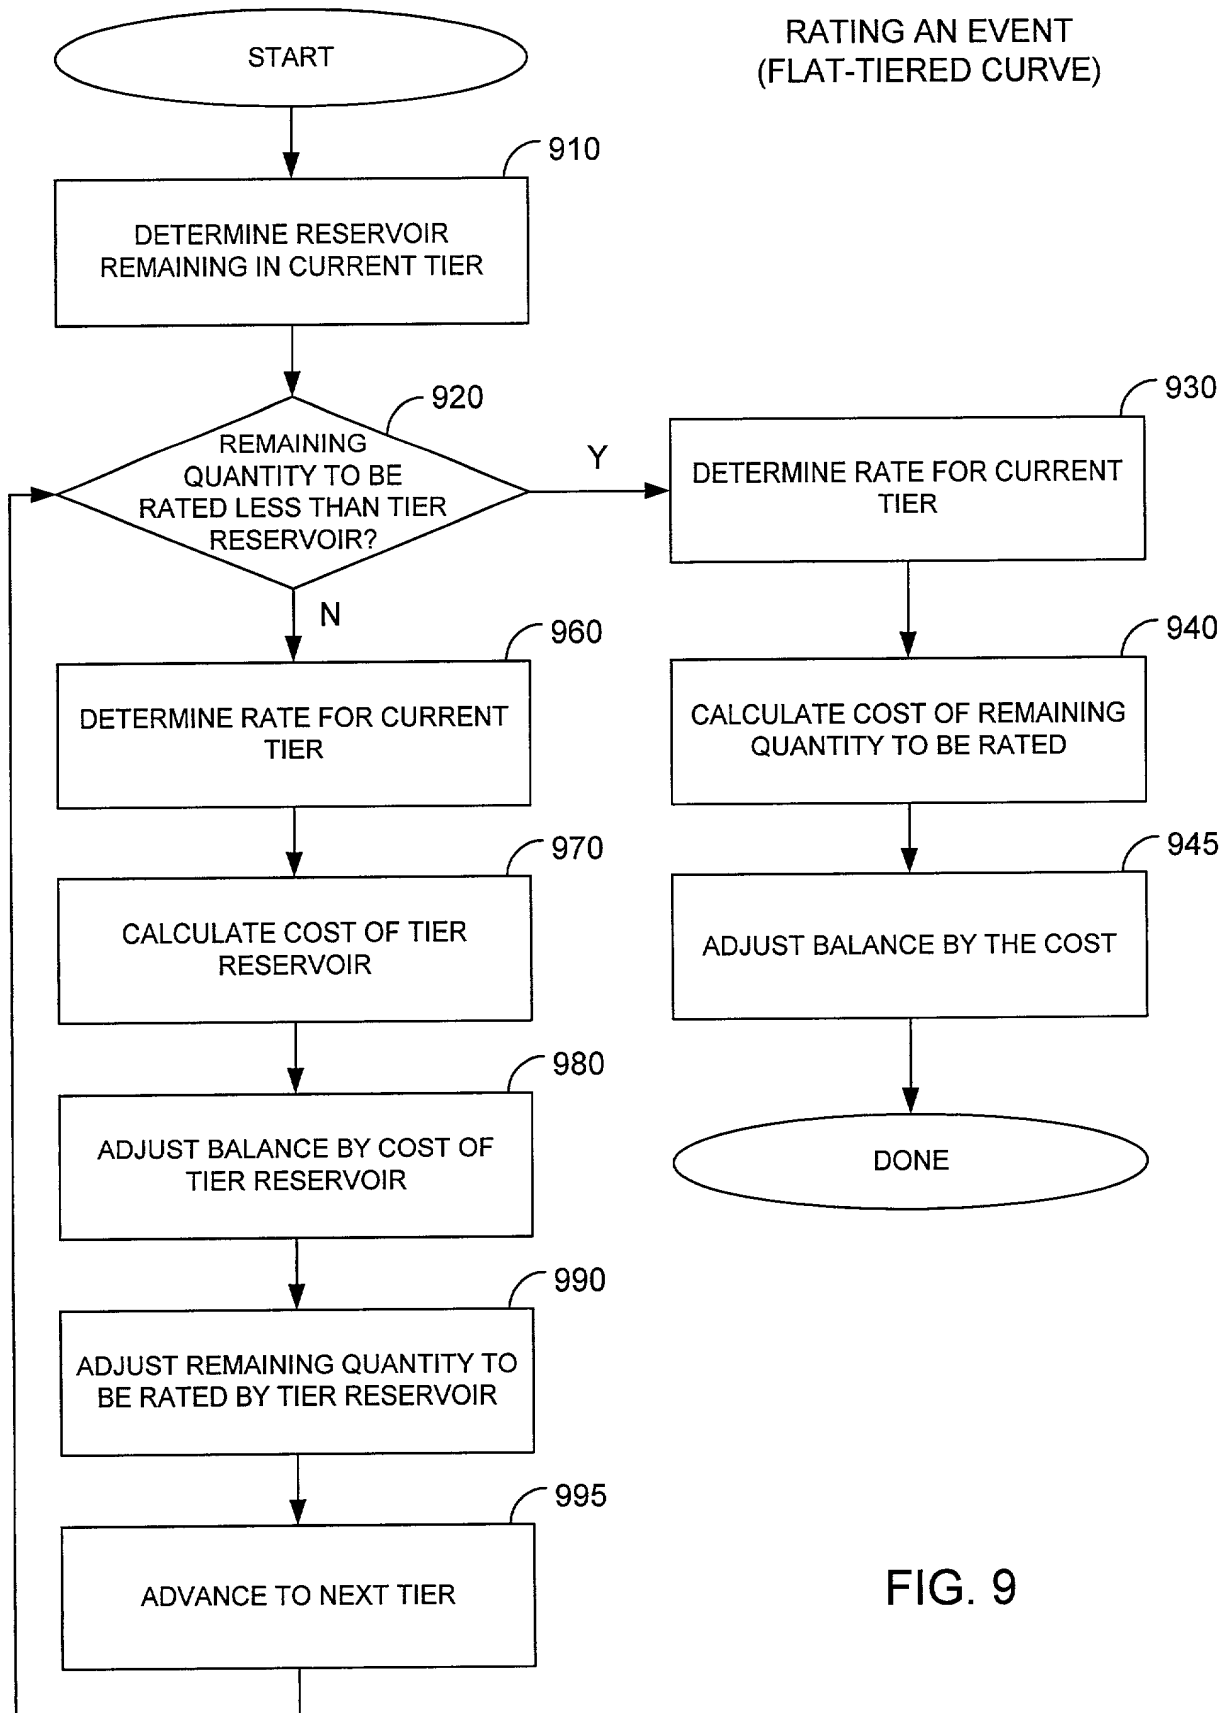 RATING AN EVENT
(FLAT-TIERED CURVE)
START
910
DETERMINE RESERVOIR
REMAINING IN CURRENT TIER
920
REMAINING
QUANTITY TO BE
RATED LESS THAN TIER
RESERVOIR?
Y
N
930
DETERMINE RATE FOR CURRENT
TIER
940
CALCULATE COST OF REMAINING
QUANTITY TO BE RATED
945
ADJUST BALANCE BY THE COST
DONE
960
DETERMINE RATE FOR CURRENT
TIER
970
CALCULATE COST OF TIER
RESERVOIR
980
ADJUST BALANCE BY COST OF
TIER RESERVOIR
990
ADJUST REMAINING QUANTITY TO
BE RATED BY TIER RESERVOIR
995
ADVANCE TO NEXT TIER
FIG. 9